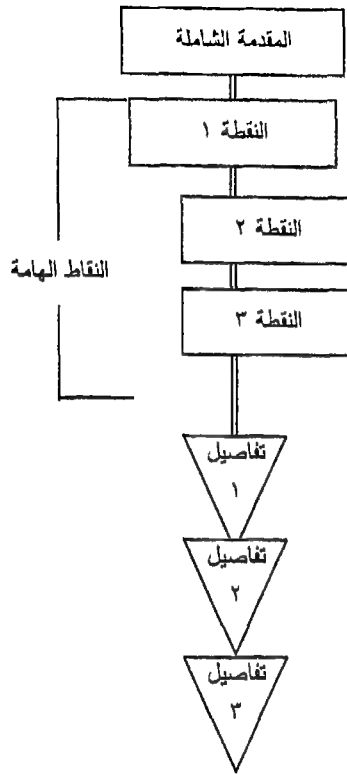 المقدمة الشاملة
النقطة ١
النقطة ٢
النقاط الهامة
النقطة ٣
تفاصيل
١
تفاصيل
٢
تفاصيل
٣